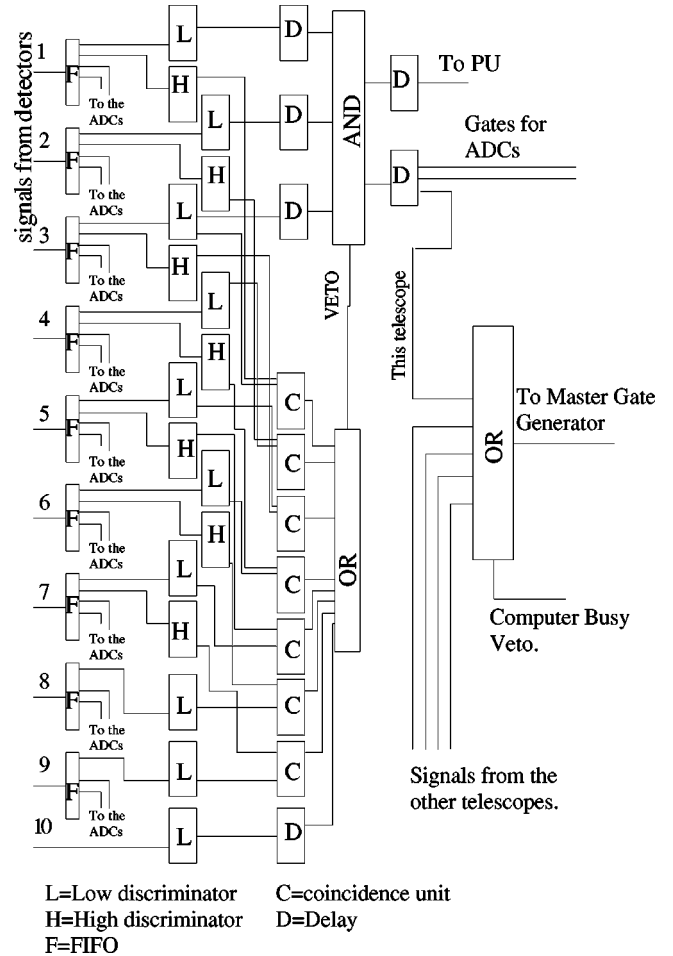 signals from detectors
1
F
To the
ADCs
L
H
D
2
F
To the
ADCs
L
H
D
3
F
To the
ADCs
L
H
D
4
F
To the
ADCs
L
H
5
F
To the
ADCs
L
H
6
F
To the
ADCs
L
H
7
F
To the
ADCs
L
H
8
F
To the
ADCs
L
9
F
To the
ADCs
L
10
L
D
C
C
C
C
C
C
C
AND
VETO
OR
D
To PU
D
Gates for
ADCs
This telescope
OR
To Master Gate
Generator
Computer Busy
Veto.
Signals from the
other telescopes.
L=Low discriminator
C=coincidence unit
H=High discriminator
D=Delay
F=FIFO